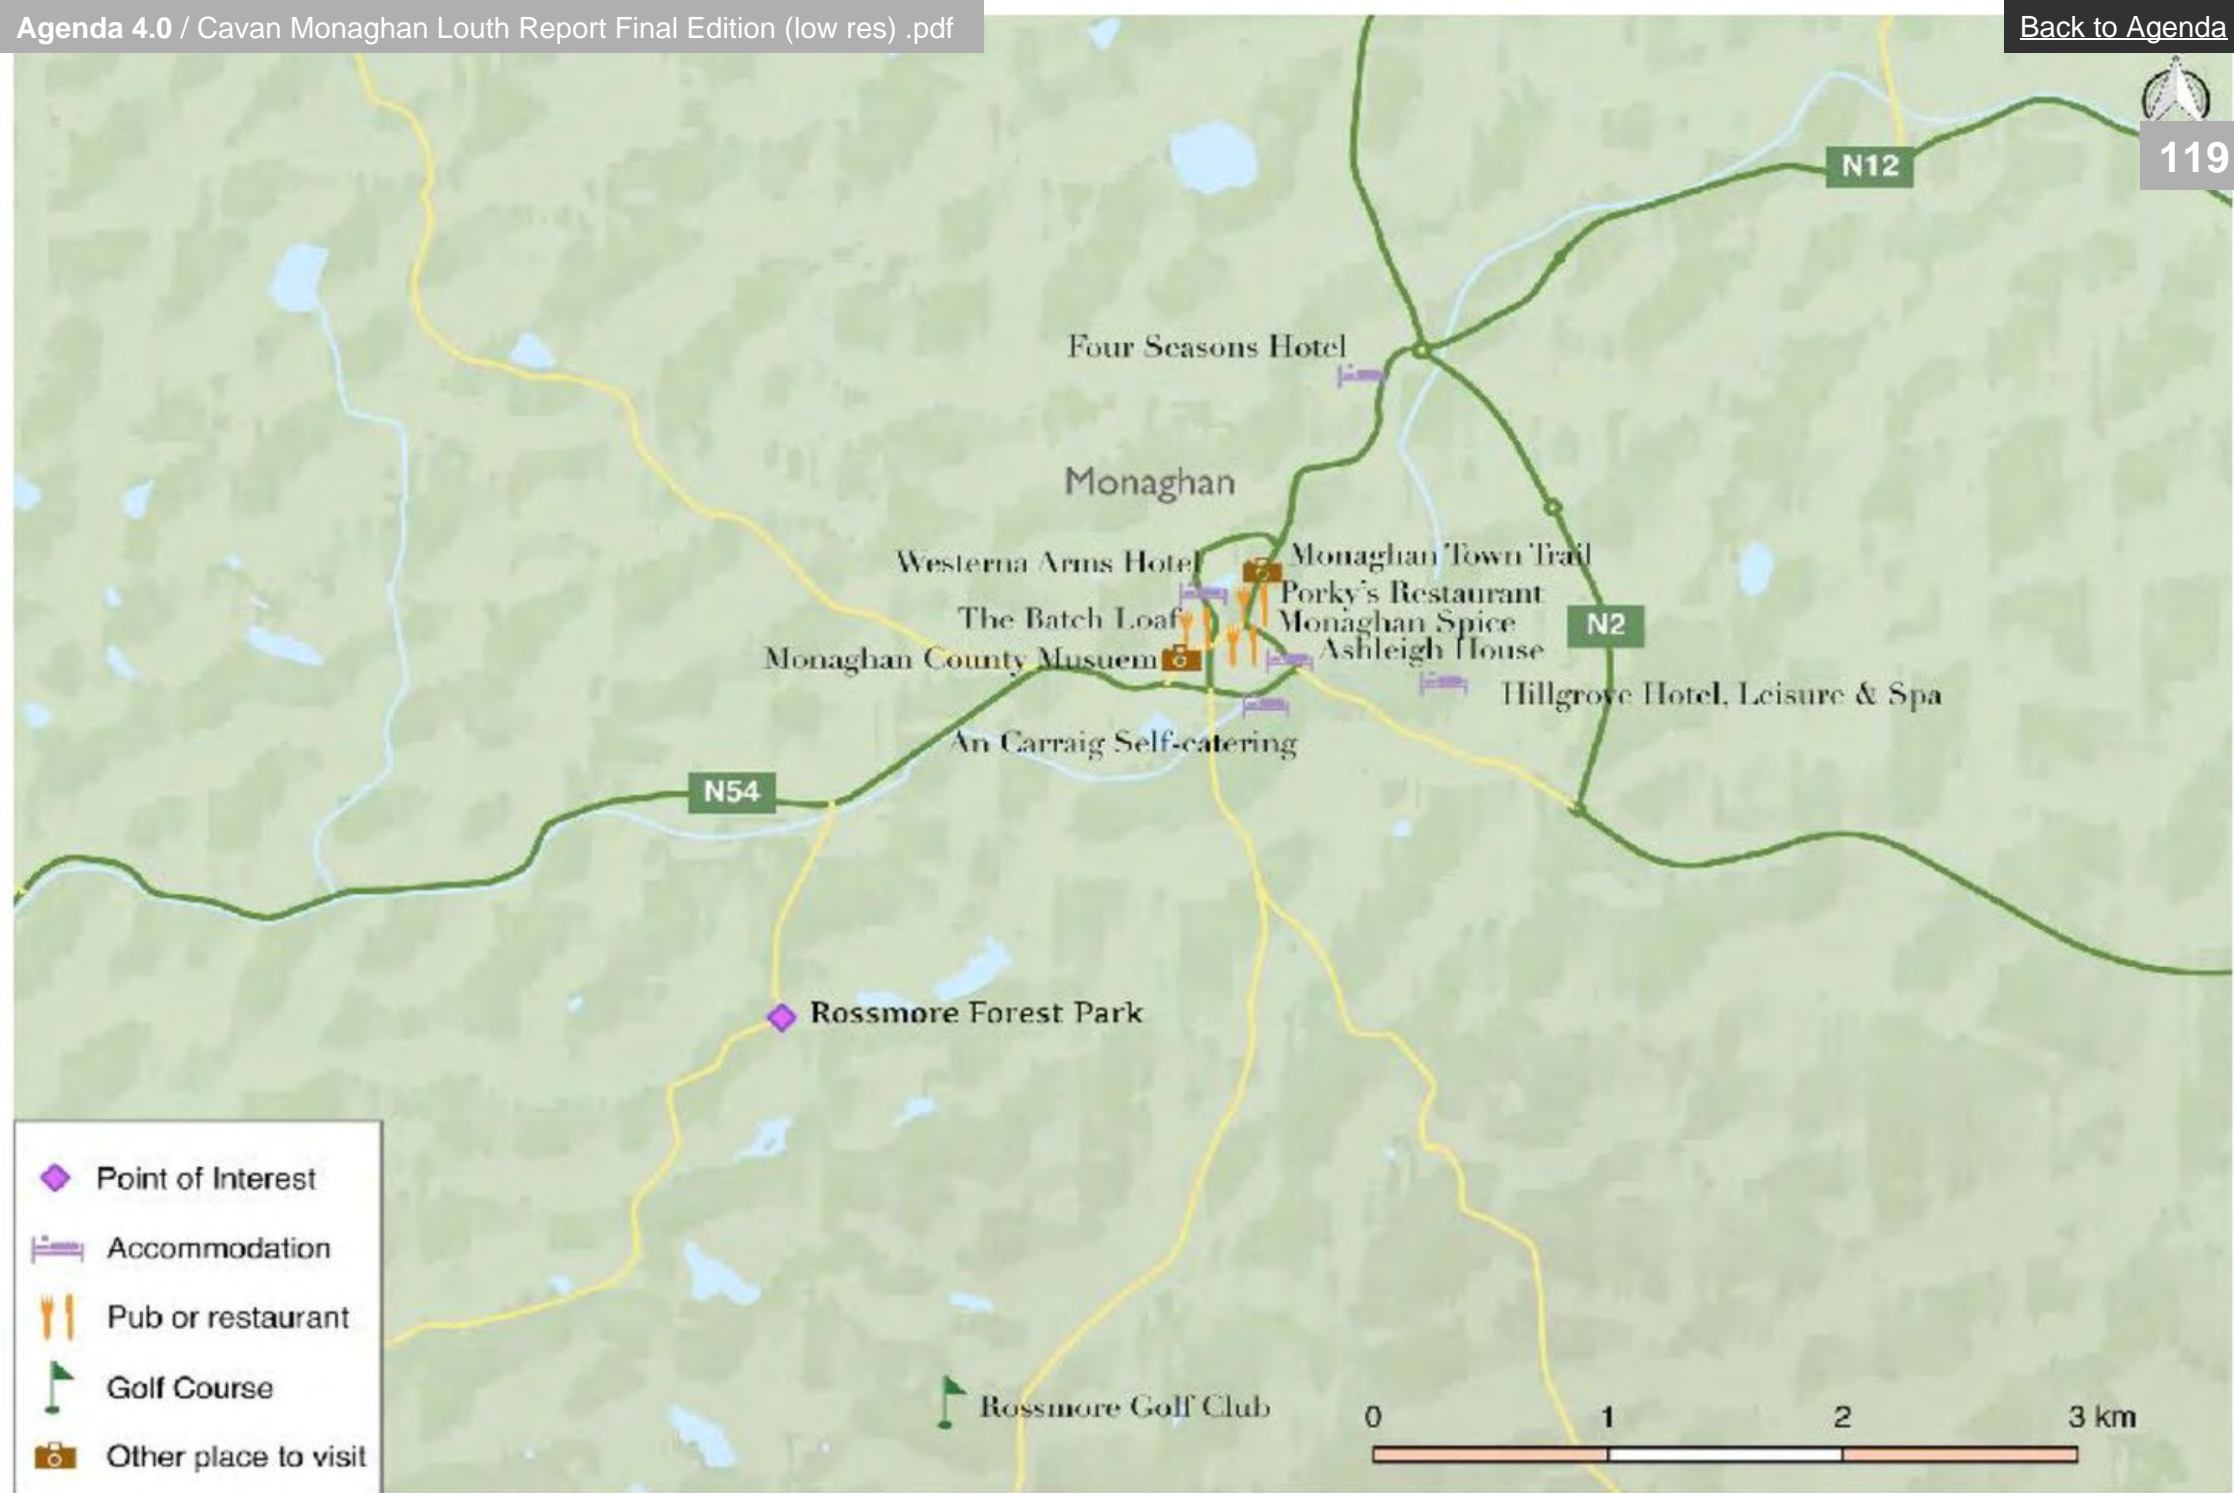 Agenda 4.0 / Cavan Monaghan Louth Report Final Edition (low res) .pdf
Back to Agenda
119
N12
Four Seasons Hotel
Monaghan
Westerna Arms Hotel
Monaghan Town Trail
Porky's Restaurant
The Batch Loaf
Monaghan Spice
N2
Ashleigh House
Monaghan County Musuem
Hillgrove Hotel, Leisure & Spa
An Carraig Self-catering
N54
Rossmore Forest Park
Point of Interest
Accommodation
Pub or restaurant
Golf Course
Other place to visit
Rossmore Golf Club
0 1 2 3 km